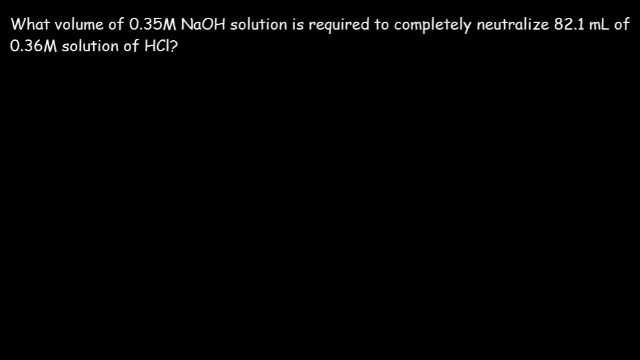 What volume of 0.35M NaOH solution is required to completely neutralize 82.1 mL of
0.36M solution of HCl?